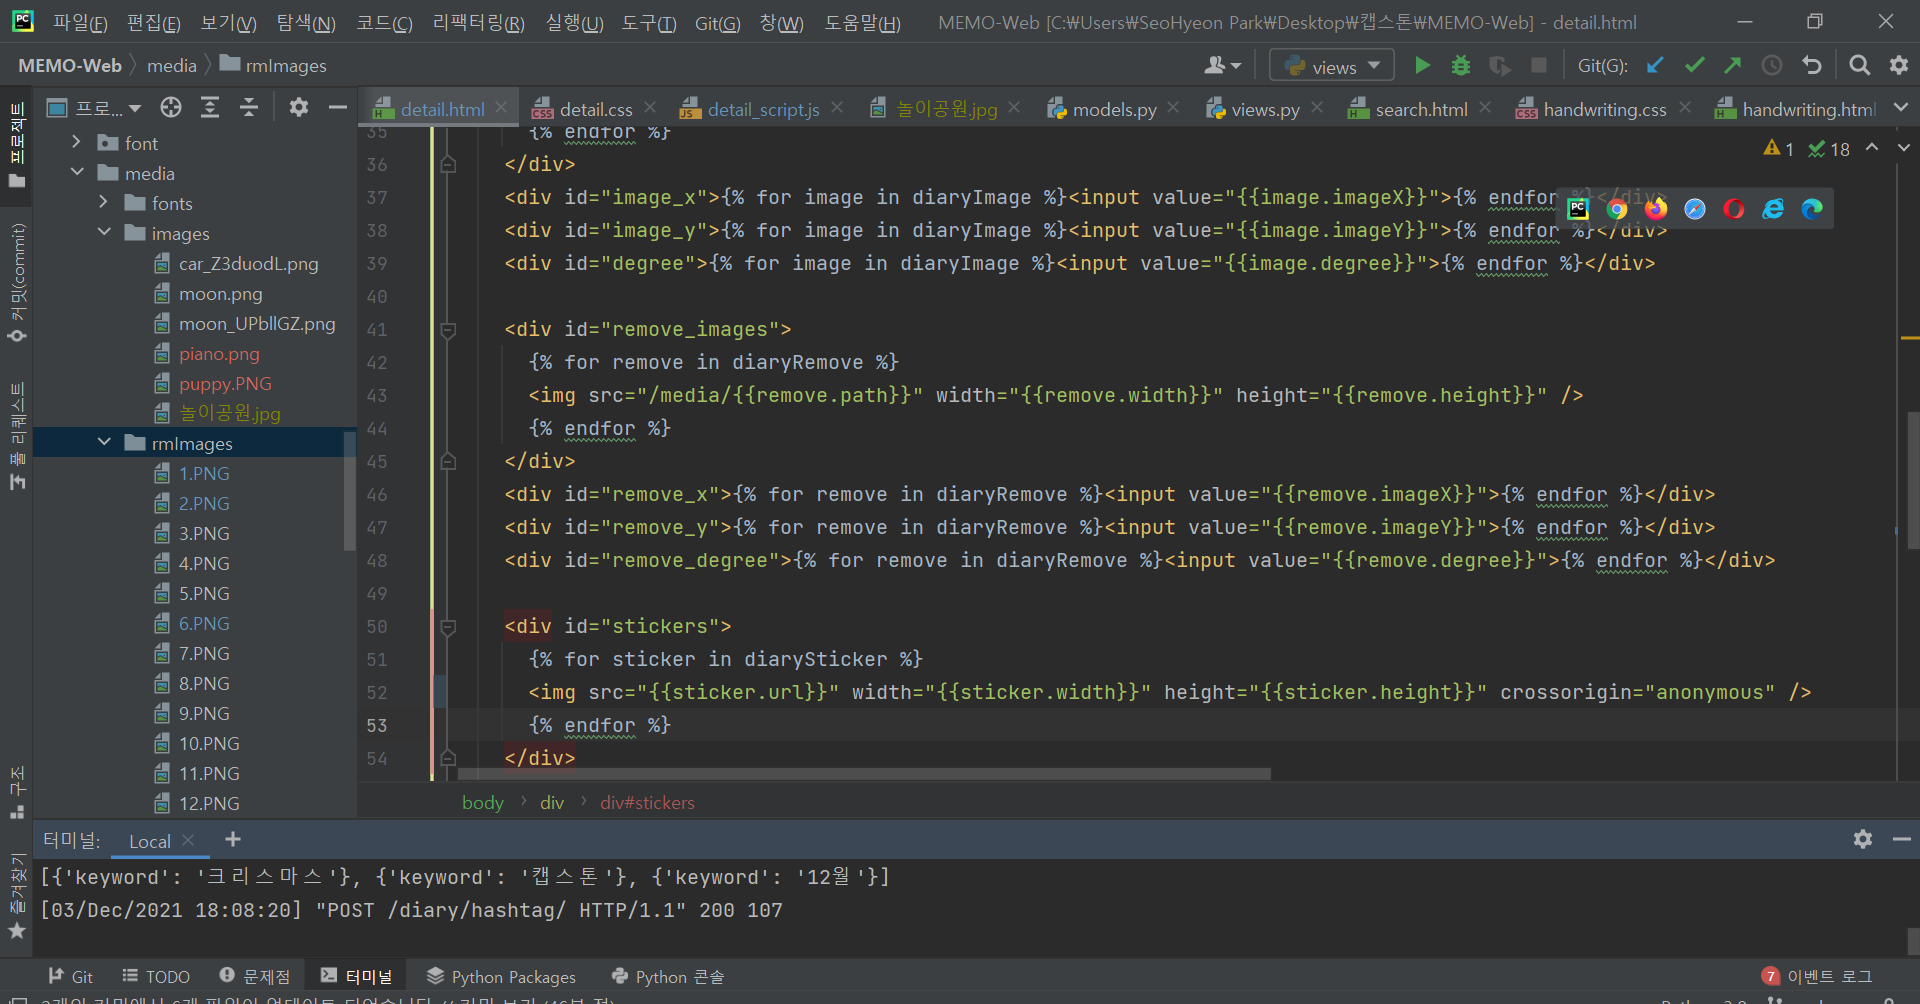 파일(F) 편집(E) 보기(V) 탐색(N) 코드(C) 리팩터링(R) 실행(U) 도구(T) Git(G) 창(W) 도움말(H) MEMO-Web [C:₩Users₩SeoHyeon Park₩Desktop₩캡스톤₩MEMO-Web] - detail.html
MEMO-Web media rmImages views Git(G):
프로... detail.html detail.css detail_script.js 놀이공원.jpg models.py views.py search.html handwriting.css handwriting.html
프로젝트
커밋(commit)
풀 리퀘스트
구조
즐겨찾기
font
media
fonts
images
car_Z3duodL.png
moon.png
moon_UPbllGZ.png
piano.png
puppy.PNG
놀이공원.jpg
rmImages
1.PNG
2.PNG
3.PNG
4.PNG
5.PNG
6.PNG
7.PNG
8.PNG
9.PNG
10.PNG
11.PNG
12.PNG
1 18
35 {% endfor %}
36 </div>
37 <div id="image_x">{% for image in diaryImage %}<input value="{{image.imageX}}">{% endfor %}</div>
38 <div id="image_y">{% for image in diaryImage %}<input value="{{image.imageY}}">{% endfor %}</div>
39 <div id="degree">{% for image in diaryImage %}<input value="{{image.degree}}">{% endfor %}</div>
40
41 <div id="remove_images">
42 {% for remove in diaryRemove %}
43 <img src="/media/{{remove.path}}" width="{{remove.width}}" height="{{remove.height}}" />
44 {% endfor %}
45 </div>
46 <div id="remove_x">{% for remove in diaryRemove %}<input value="{{remove.imageX}}">{% endfor %}</div>
47 <div id="remove_y">{% for remove in diaryRemove %}<input value="{{remove.imageY}}">{% endfor %}</div>
48 <div id="remove_degree">{% for remove in diaryRemove %}<input value="{{remove.degree}}">{% endfor %}</div>
49
50 <div id="stickers">
51 {% for sticker in diarySticker %}
52 <img src="{{sticker.url}}" width="{{sticker.width}}" height="{{sticker.height}}" crossorigin="anonymous" />
53 {% endfor %}
54 </div>
body div div#stickers
터미널: Local
[{'keyword': '크리스마스'}, {'keyword': '캡스톤'}, {'keyword': '12월'}]
[03/Dec/2021 18:08:20] "POST /diary/hashtag/ HTTP/1.1" 200 107
Git TODO 문제점 터미널 Python Packages Python 콘솔 7 이벤트 로그